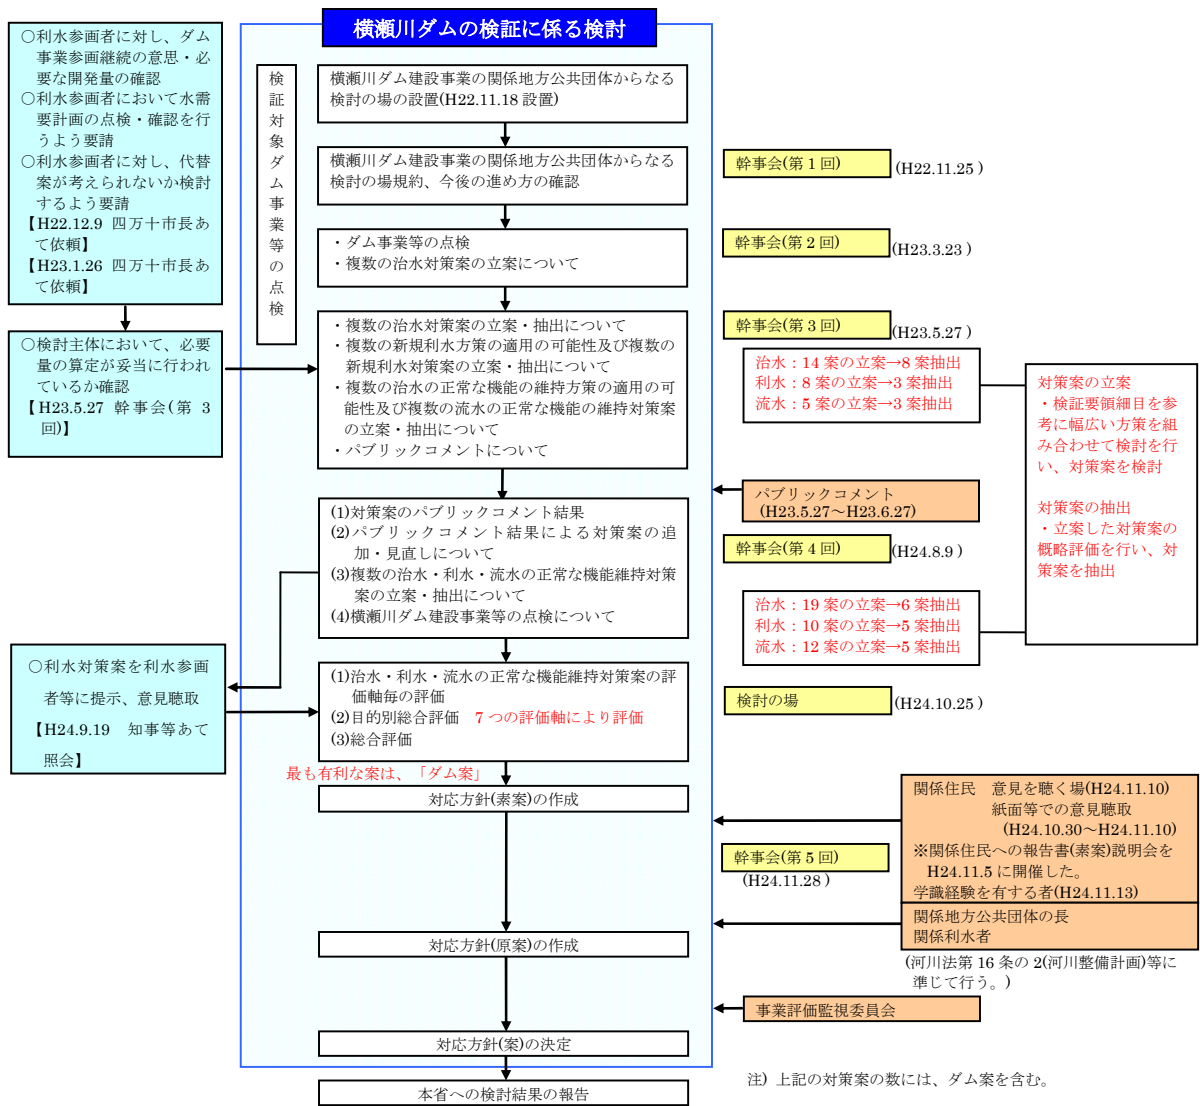 横瀬川ダムの検証に係る検討
○利水参画者に対し、ダム
事業参画継続の意思・必
要な開発量の確認
○利水参画者において水需
要計画の点検・確認を行
うよう要請
○利水参画者に対し、代替
案が考えられないか検討
するよう要請
【H22.12.9 四万十市長あ
て依頼】
【H23.1.26 四万十市長あ
て依頼】
○検討主体において、必要
量の算定が妥当に行われ
ているか確認
【H23.5.27 幹事会(第 3
回)】
○利水対策案を利水参画
者等に提示、意見聴取
【H24.9.19 知事等あて
照会】
検証対象ダム事業等の点検
横瀬川ダム建設事業の関係地方公共団体からなる
検討の場の設置(H22.11.18 設置)
横瀬川ダム建設事業の関係地方公共団体からなる
検討の場規約、今後の進め方の確認
・ダム事業等の点検
・複数の治水対策案の立案について
・複数の治水対策案の立案・抽出について
・複数の新規利水方策の適用の可能性及び複数の
新規利水対策案の立案・抽出について
・複数の治水の正常な機能の維持方策の適用の可
能性及び複数の流水の正常な機能の維持対策案
の立案・抽出について
・パブリックコメントについて
(1)対策案のパブリックコメント結果
(2)パブリックコメント結果による対策案の追
加・見直しについて
(3)複数の治水・利水・流水の正常な機能維持対策
案の立案・抽出について
(4)横瀬川ダム建設事業等の点検について
(1)治水・利水・流水の正常な機能維持対策案の評
価軸毎の評価
(2)目的別総合評価 7 つの評価軸により評価
(3)総合評価
最も有利な案は、「ダム案」
対応方針(素案)の作成
対応方針(原案)の作成
対応方針(案)の決定
本省への検討結果の報告
幹事会(第 1 回)
(H22.11.25 )
幹事会(第 2 回)
(H23.3.23 )
幹事会(第 3 回)
(H23.5.27 )
治水：14 案の立案→8 案抽出
利水：8 案の立案→3 案抽出
流水：5 案の立案→3 案抽出
対策案の立案
・検証要領細目を参
考に幅広い方策を組
み合わせて検討を行
い、対策案を検討
対策案の抽出
・立案した対策案の
概略評価を行い、対
策案を抽出
パブリックコメント
(H23.5.27～H23.6.27)
幹事会(第 4 回)
(H24.8.9 )
治水：19 案の立案→6 案抽出
利水：10 案の立案→5 案抽出
流水：12 案の立案→5 案抽出
検討の場
(H24.10.25 )
関係住民 意見を聴く場(H24.11.10)
紙面等での意見聴取
(H24.10.30～H24.11.10)
※関係住民への報告書(素案)説明会を
H24.11.5 に開催した。
学識経験を有する者(H24.11.13)
幹事会(第 5 回)
(H24.11.28 )
関係地方公共団体の長
関係利水者
(河川法第 16 条の 2(河川整備計画)等に
準じて行う。)
事業評価監視委員会
注) 上記の対策案の数には、ダム案を含む。